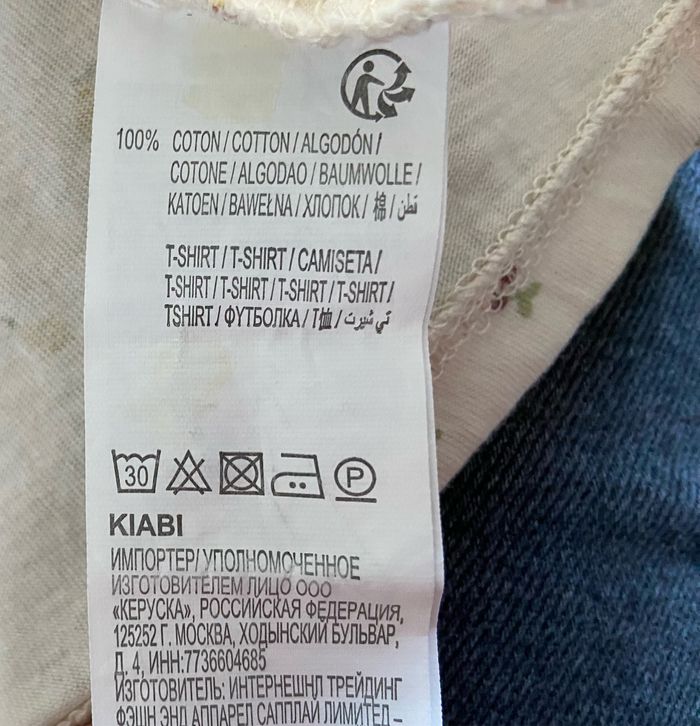 100% COTON / COTTON / ALGODÓN /
COTONE / ALGODAO / BAUMWOLLE /
KATOEN / BAWEŁNA / ХЛОПОК / 棉 / قطن
T-SHIRT / T-SHIRT / CAMISETA /
T-SHIRT / T-SHIRT / T-SHIRT / T-SHIRT /
TSHIRT / ФУТБОЛКА / T恤 / تي شيرت
30 P
KIABI
ИМПОРТЕР/ УПОЛНОМОЧЕННОЕ
ИЗГОТОВИТЕЛЕМ ЛИЦО ООО
«КЕРУСКА», РОССИЙСКАЯ ФЕДЕРАЦИЯ,
125252 Г. МОСКВА, ХОДЫНСКИЙ БУЛЬВАР,
Д. 4, ИНН:7736604685
ИЗГОТОВИТЕЛЬ: ИНТЕРНЕШНЛ ТРЕЙДИНГ
ФЭШН ЭНД АППАРЕЛ САППЛАЙ ЛИМИТЕД –